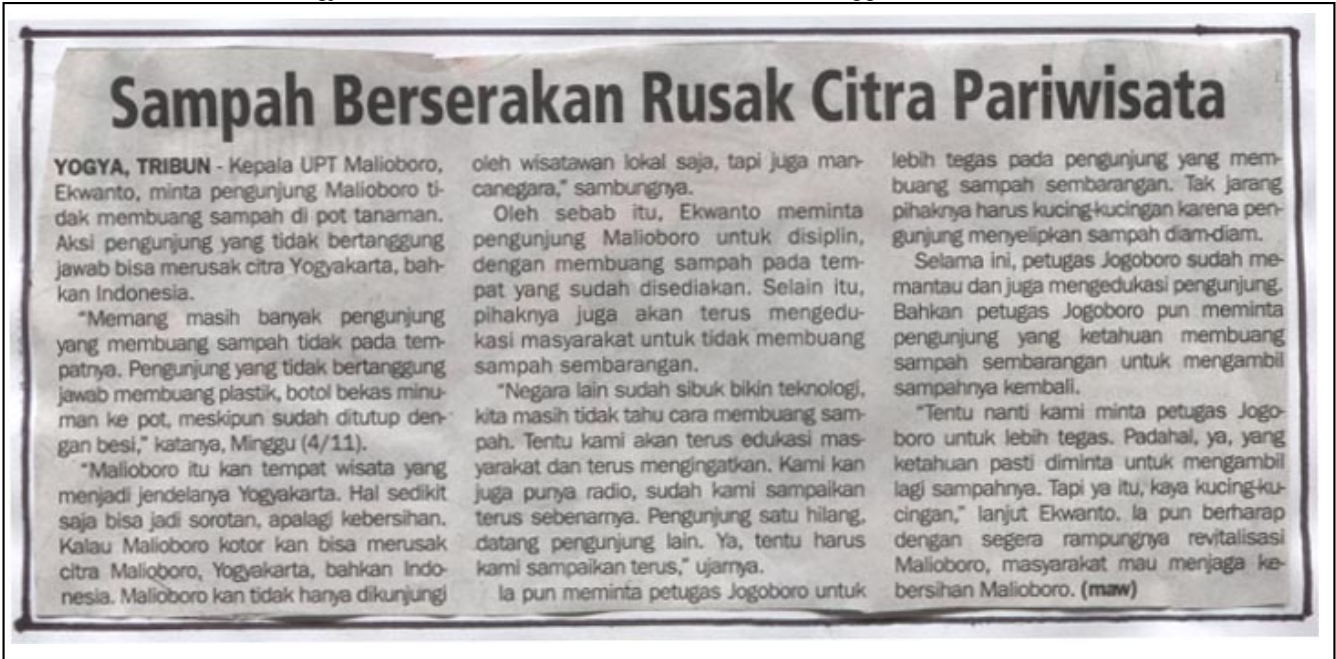 Sampah Berserakan Rusak Citra Pariwisata
YOGYA, TRIBUN - Kepala UPT Malioboro,
Ekwanto, minta pengunjung Malioboro ti-
dak membuang sampah di pot tanaman.
Aksi pengunjung yang tidak bertanggung
jawab bisa merusak citra Yogyakarta, bah-
kan Indonesia.
"Memang masih banyak pengunjung
yang membuang sampah tidak pada tem-
patnya. Pengunjung yang tidak bertanggung
jawab membuang plastik, botol bekas minu-
man ke pot, meskipun sudah ditutup den-
gan besi," katanya, Minggu (4/11).
"Malioboro itu kan tempat wisata yang
menjadi jendelanya Yogyakarta. Hal sedikit
saja bisa jadi sorotan, apalagi kebersihan.
Kalau Malioboro kotor kan bisa merusak
citra Malioboro, Yogyakarta, bahkan Indo-
nesia. Malioboro kan tidak hanya dikunjungi
oleh wisatawan lokal saja, tapi juga man-
canegara," sambungnya.
Oleh sebab itu, Ekwanto meminta
pengunjung Malioboro untuk disiplin,
dengan membuang sampah pada tem-
pat yang sudah disediakan. Selain itu,
pihaknya juga akan terus mengedu-
kasi masyarakat untuk tidak membuang
sampah sembarangan.
"Negara lain sudah sibuk bikin teknologi,
kita masih tidak tahu cara membuang sam-
pah. Tentu kami akan terus edukasi mas-
yarakat dan terus mengingatkan. Kami kan
juga punya radio, sudah kami sampaikan
terus sebenarnya. Pengunjung satu hilang,
datang pengunjung lain. Ya, tentu harus
kami sampaikan terus," ujarnya.
Ia pun meminta petugas Jogoboro untuk
lebih tegas pada pengunjung yang mem-
buang sampah sembarangan. Tak jarang
pihaknya harus kucing-kucingan karena pen-
gunjung menyelipkan sampah diam-diam.
Selama ini, petugas Jogoboro sudah me-
mantau dan juga mengedukasi pengunjung.
Bahkan petugas Jogoboro pun meminta
pengunjung yang ketahuan membuang
sampah sembarangan untuk mengambil
sampahnya kembali.
"Tentu nanti kami minta petugas Jogo-
boro untuk lebih tegas. Padahal, ya, yang
ketahuan pasti diminta untuk mengambil
lagi sampahnya. Tapi ya itu, kaya kucing-ku-
cingan," lanjut Ekwanto. Ia pun berharap
dengan segera rampungnya revitalisasi
Malioboro, masyarakat mau menjaga ke-
bersihan Malioboro. (maw)